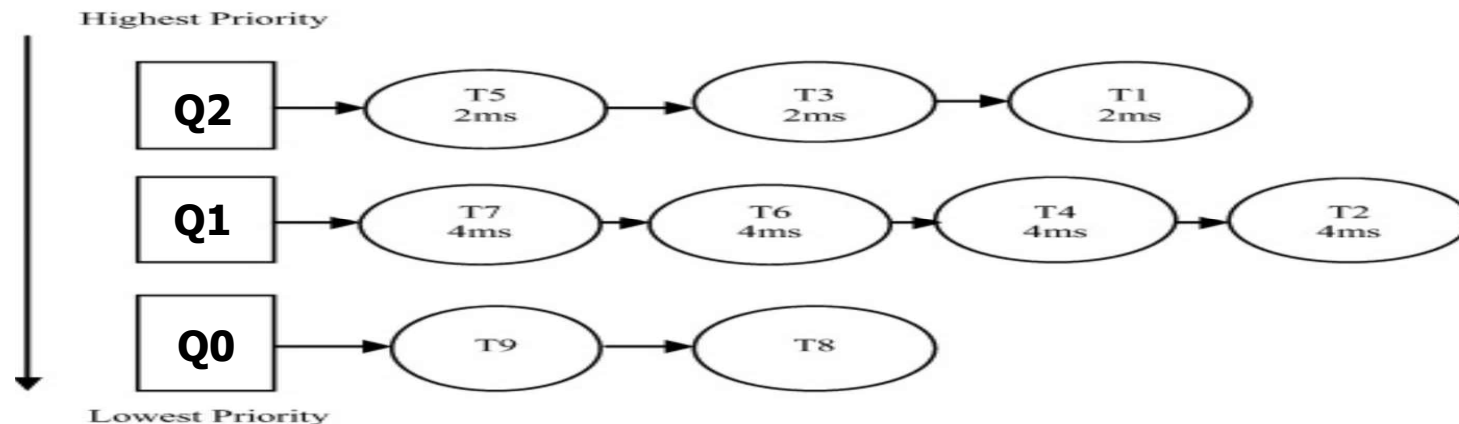 Highest Priority
Q2
T5
2ms
T3
2ms
T1
2ms
Q1
T7
4ms
T6
4ms
T4
4ms
T2
4ms
Q0
T9
T8
Lowest Priority